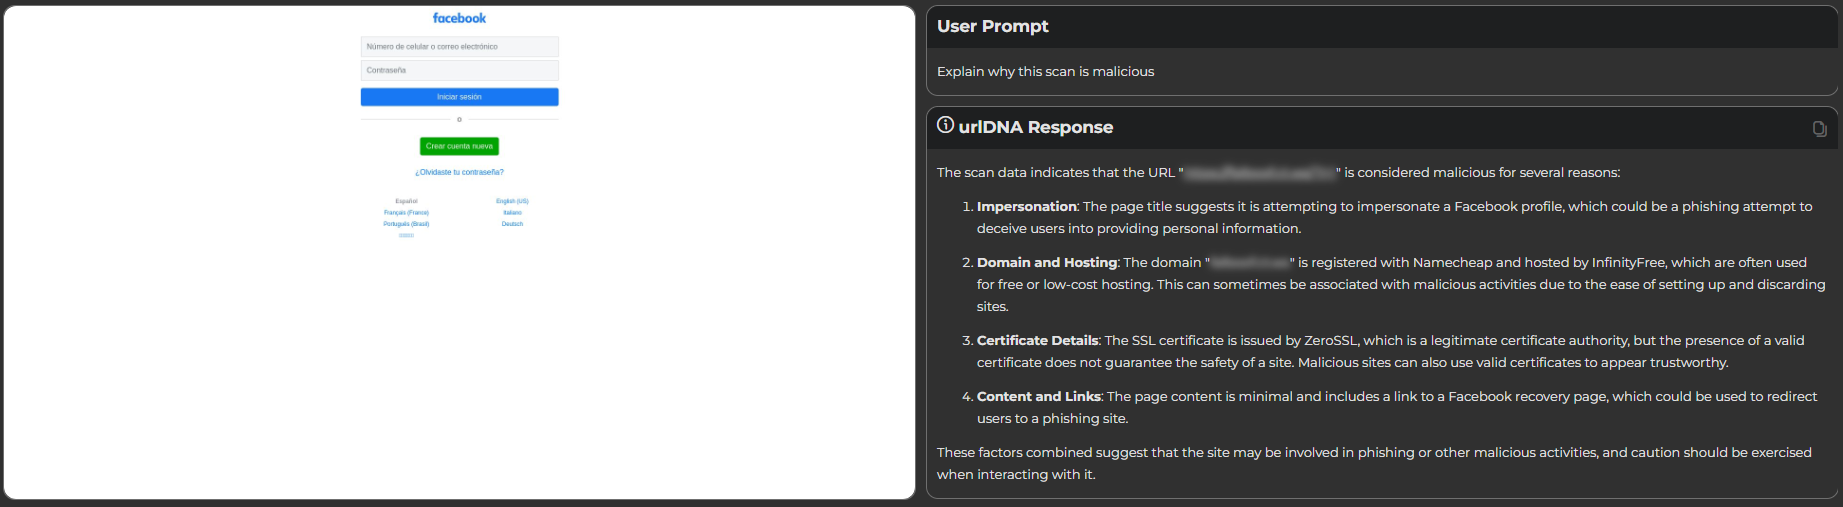 facebook
Número de celular o correo electrónico
Contraseña
Iniciar sesión
o
Crear cuenta nueva
¿Olvidaste tu contraseña?
Español English (US)
Français (France) Italiano
Português (Brasil) Deutsch
User Prompt
Explain why this scan is malicious
urlDNA Response
The scan data indicates that the URL "" is considered malicious for several reasons:
1. Impersonation: The page title suggests it is attempting to impersonate a Facebook profile, which could be a phishing attempt to
deceive users into providing personal information.
2. Domain and Hosting: The domain "" is registered with Namecheap and hosted by InfinityFree, which are often used
for free or low-cost hosting. This can sometimes be associated with malicious activities due to the ease of setting up and discarding
sites.
3. Certificate Details: The SSL certificate is issued by ZeroSSL, which is a legitimate certificate authority, but the presence of a valid
certificate does not guarantee the safety of a site. Malicious sites can also use valid certificates to appear trustworthy.
4. Content and Links: The page content is minimal and includes a link to a Facebook recovery page, which could be used to redirect
users to a phishing site.
These factors combined suggest that the site may be involved in phishing or other malicious activities, and caution should be exercised
when interacting with it.